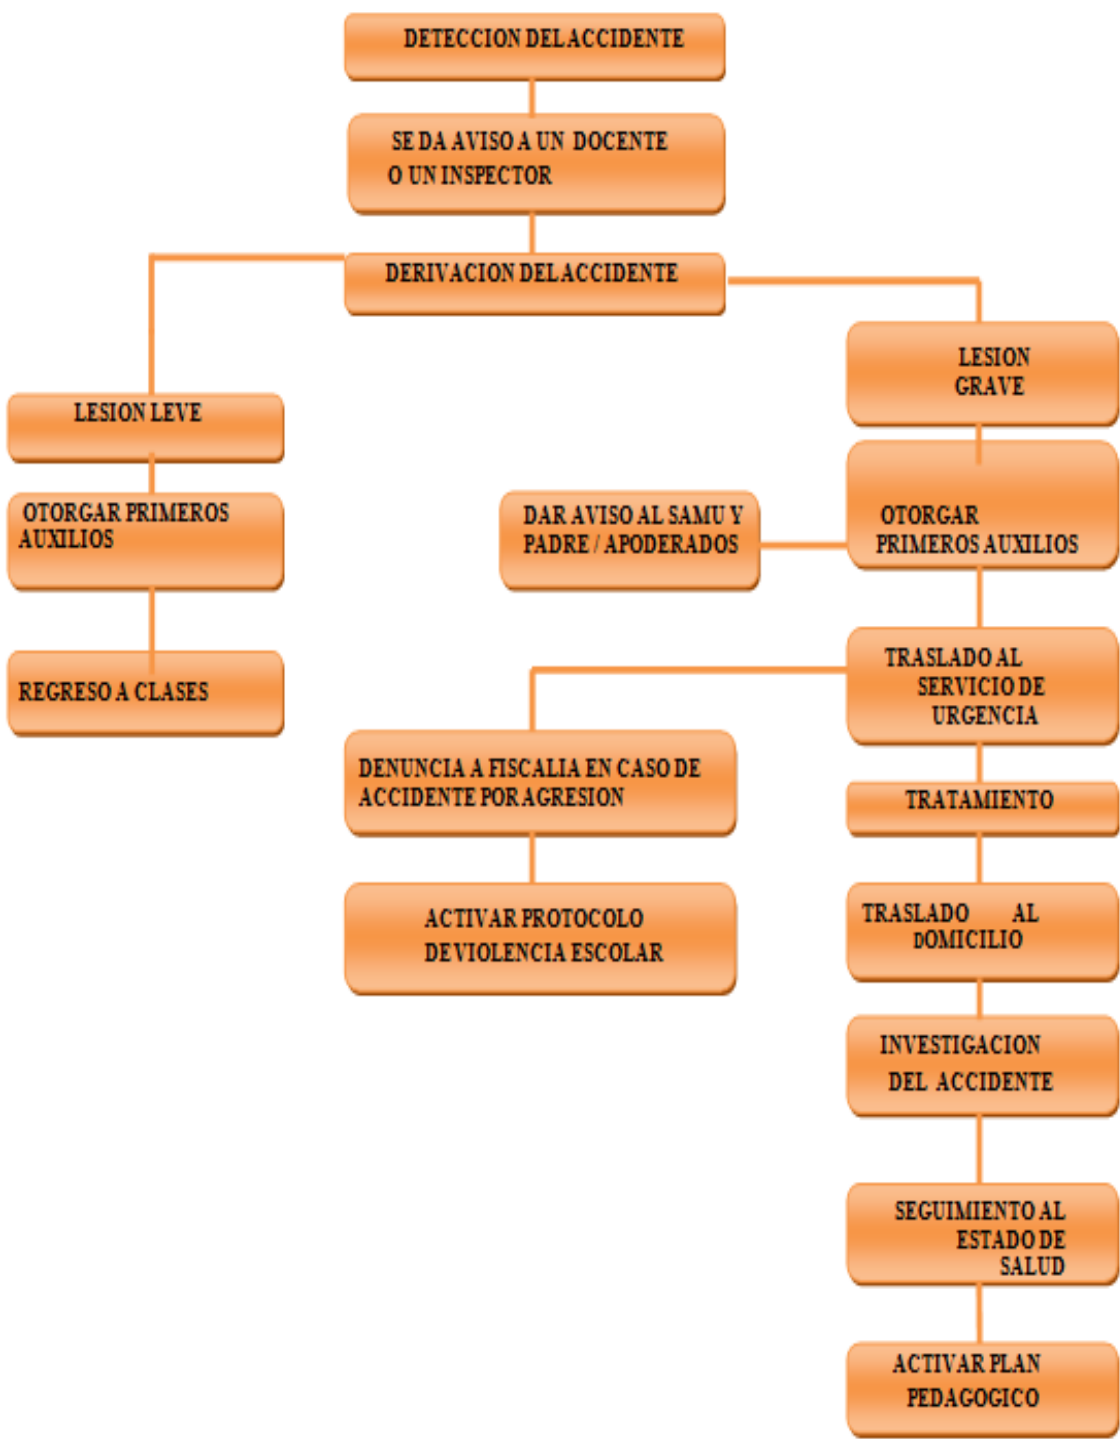 DETECCION DEL ACCIDENTE
SE DA AVISO A UN DOCENTE
O UN INSPECTOR
DERIVACION DEL ACCIDENTE
LESION LEVE
OTORGAR PRIMEROS
AUXILIOS
REGRESO A CLASES
LESION
GRAVE
OTORGAR
PRIMEROS AUXILIOS
DAR AVISO AL SAMU Y
PADRE / APODERADOS
TRASLADO AL
SERVICIO DE
URGENCIA
DENUNCIA A FISCALIA EN CASO DE
ACCIDENTE POR AGRESION
ACTIVAR PROTOCOLO
DE VIOLENCIA ESCOLAR
TRATAMIENTO
TRASLADO AL
DOMICILIO
INVESTIGACION
DEL ACCIDENTE
SEGUIMIENTO AL
ESTADO DE
SALUD
ACTIVAR PLAN
PEDAGOGICO